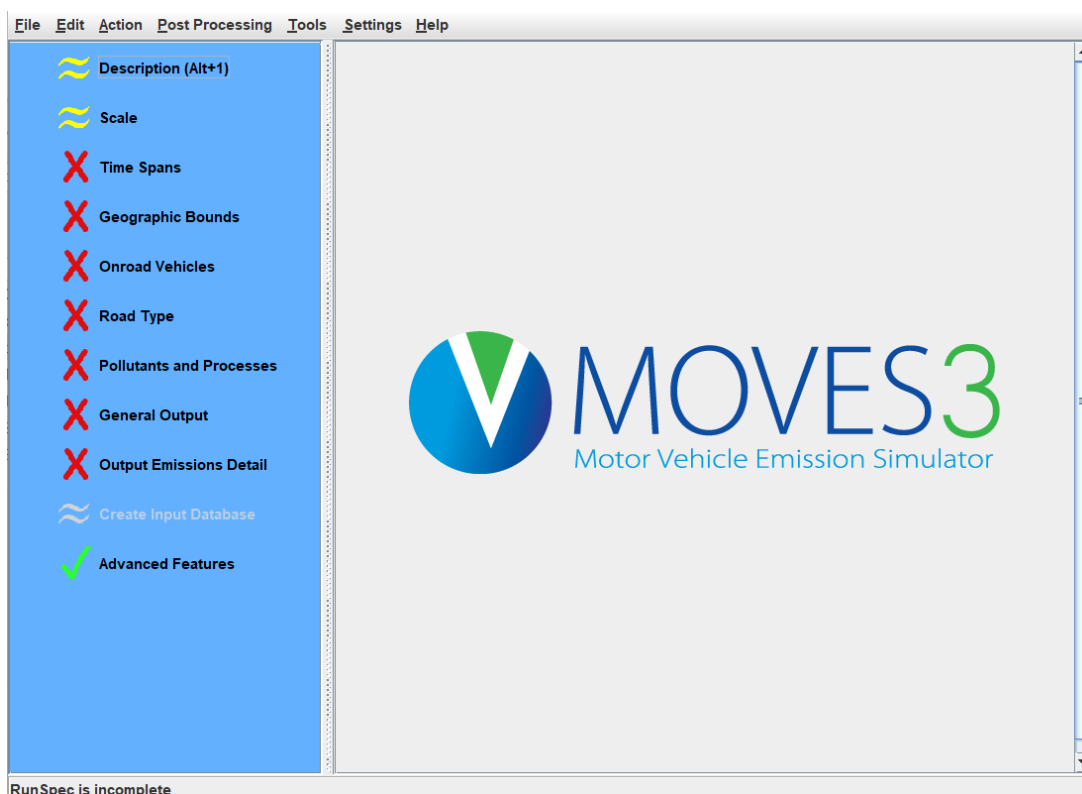 File Edit Action Post Processing Tools Settings Help
Description (Alt+1)
Scale
Time Spans
Geographic Bounds
Onroad Vehicles
Road Type
Pollutants and Processes
General Output
Output Emissions Detail
Create Input Database
Advanced Features
MOVES3
Motor Vehicle Emission Simulator
RunSpec is incomplete